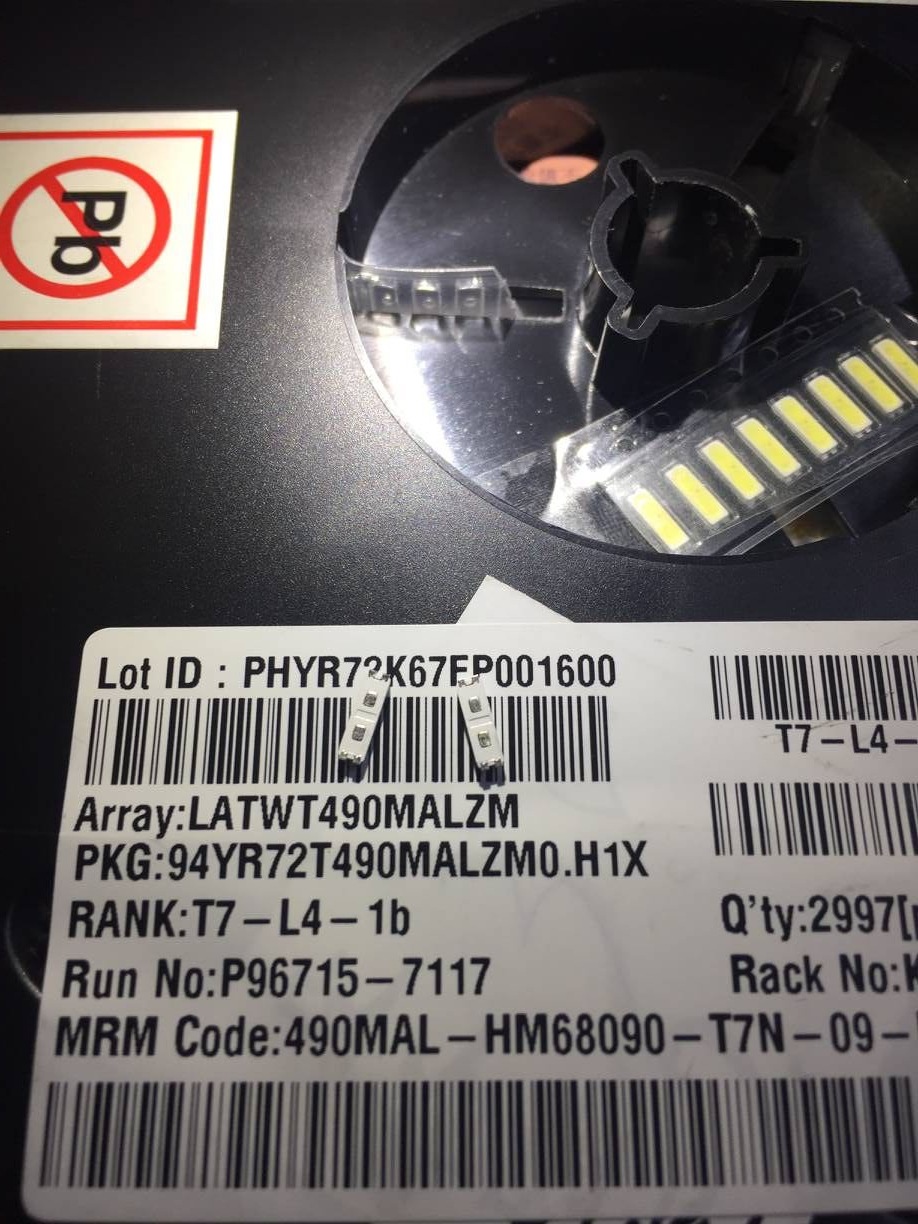 Pb
Lot ID : PHYR72K67EP001600
T7-L4-
Array:LATWT490MALZM
PKG:94YR72T490MALZM0.H1X
RANK:T7-L4-1b
Q'ty:2997[
Run No:P96715-7117
Rack No:K
MRM Code:490MAL-HM68090-T7N-09-